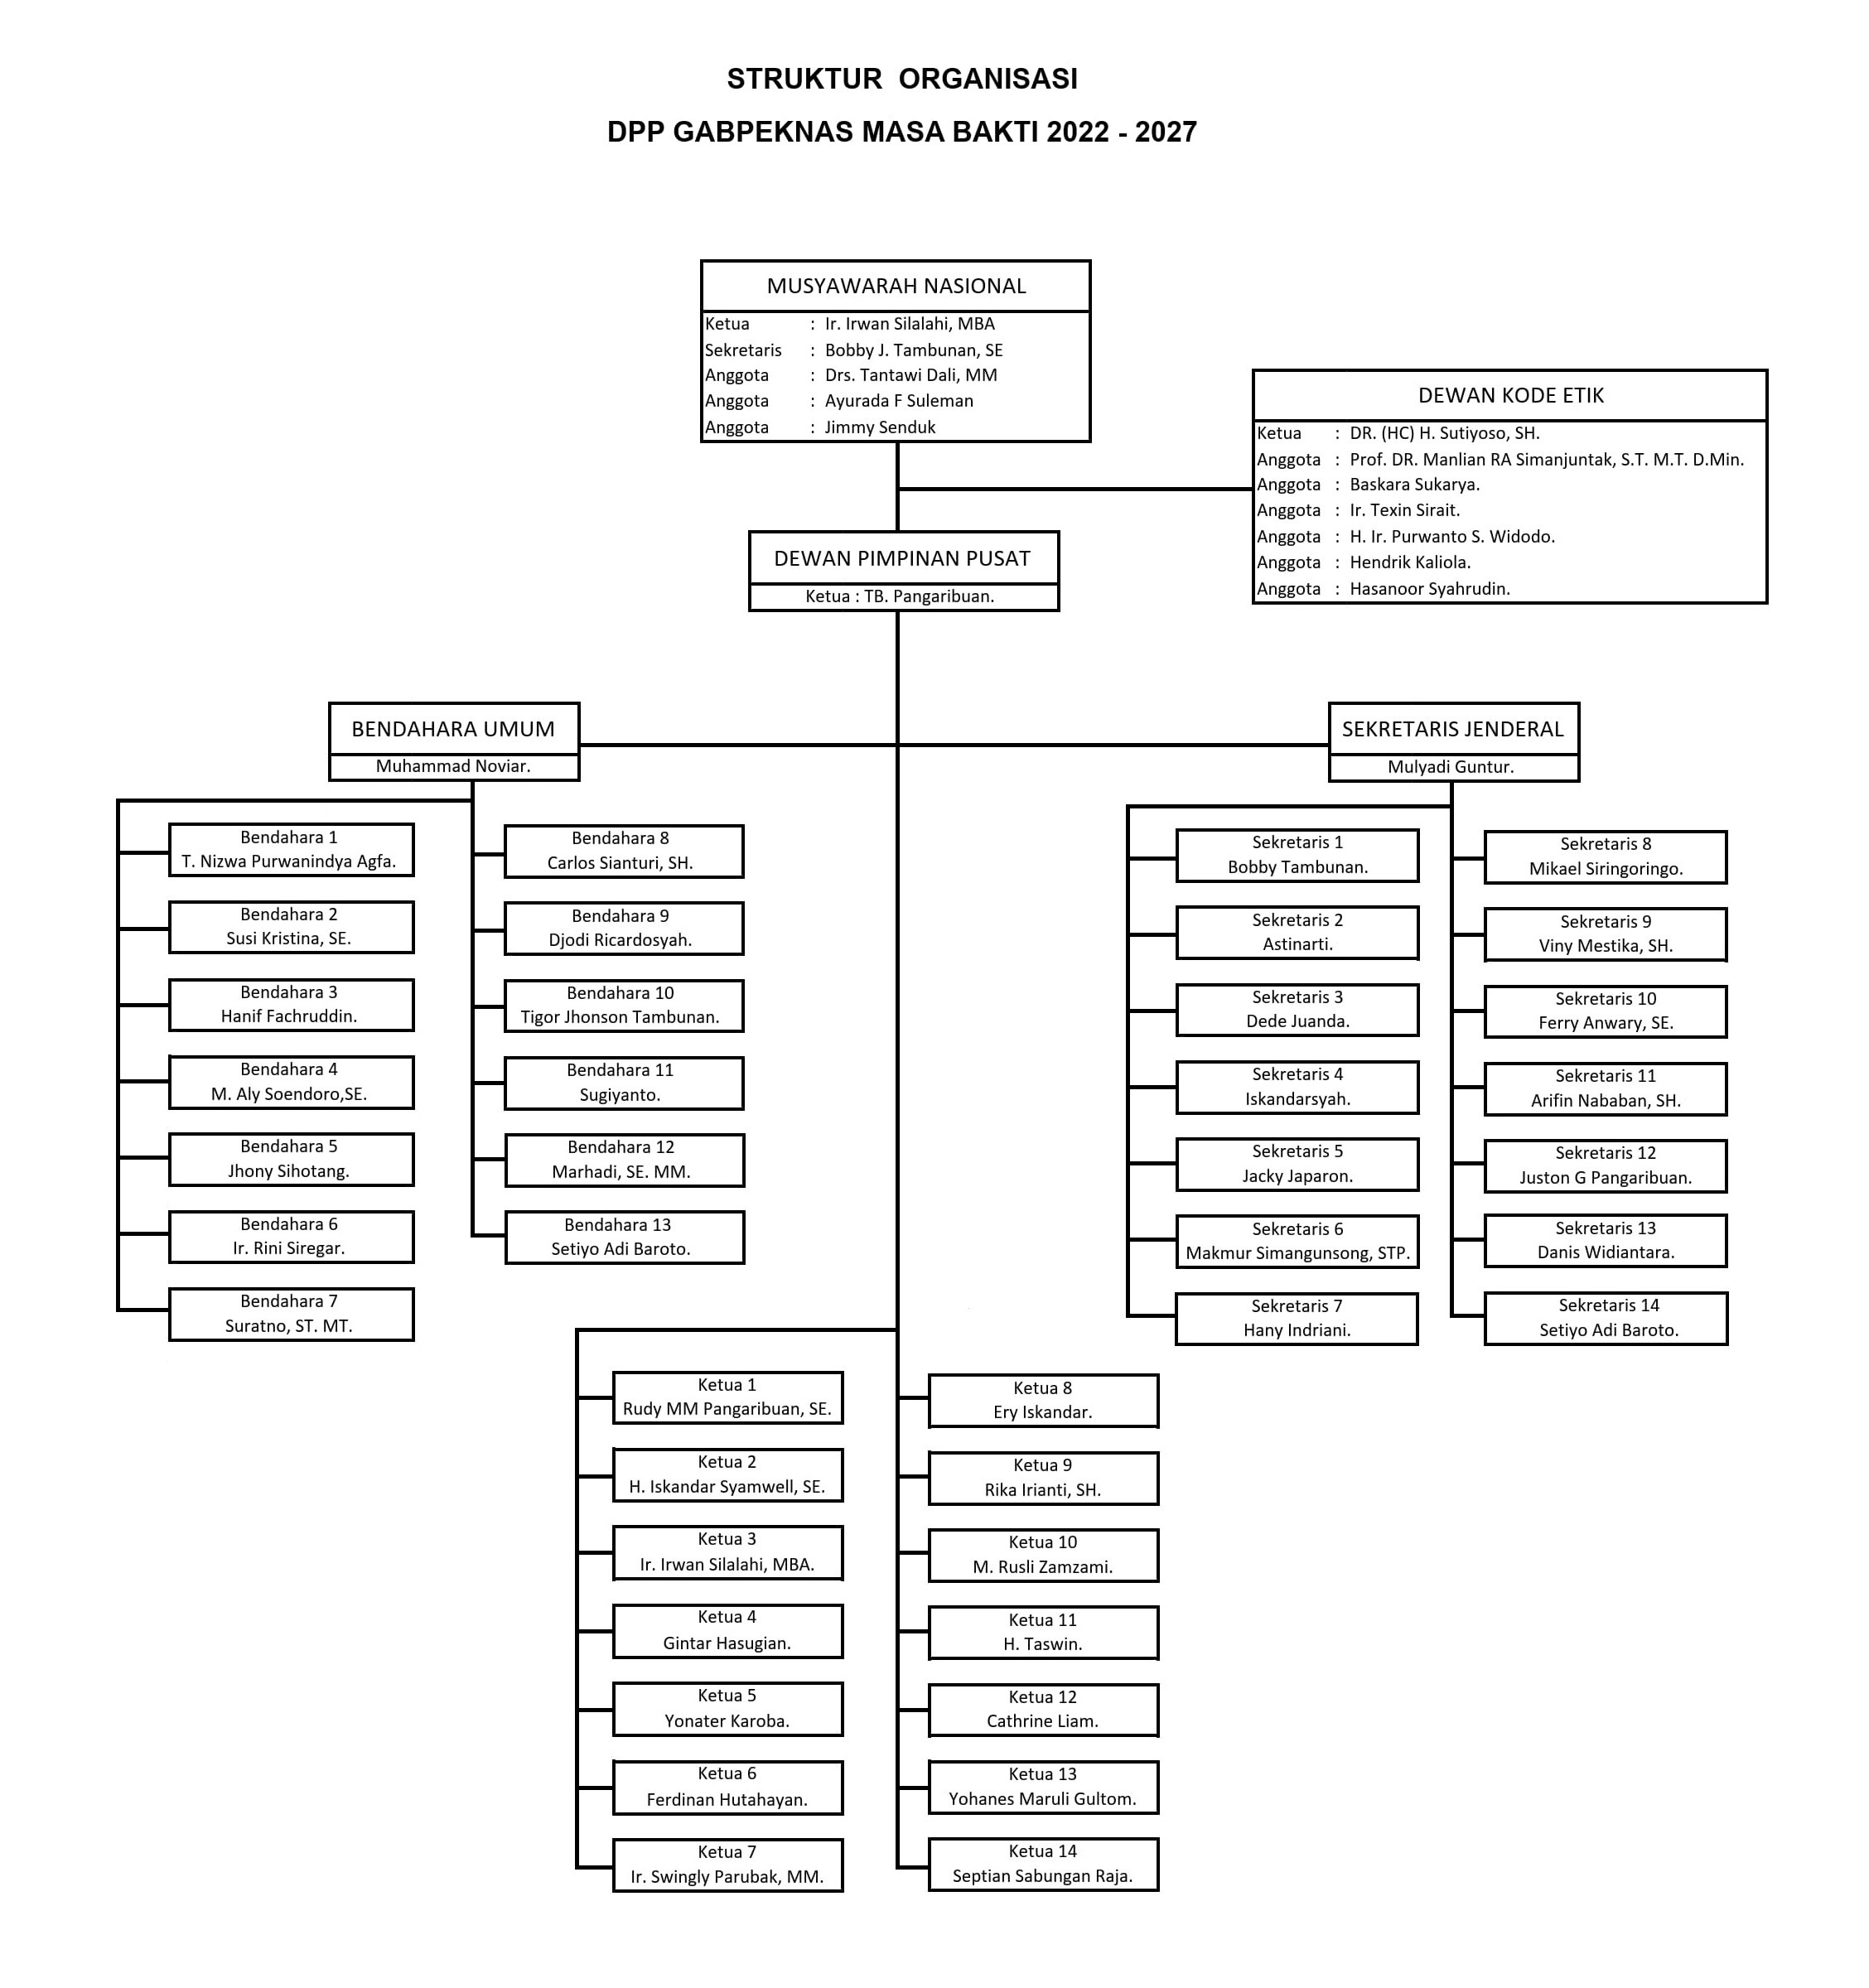 STRUKTUR ORGANISASI
DPP GABPEKNAS MASA BAKTI 2022 - 2027
MUSYAWARAH NASIONAL
Ketua : Ir. Irwan Silalahi, MBA
Sekretaris : Bobby J. Tambunan, SE
Anggota : Drs. Tantawi Dali, MM
Anggota : Ayurada F Suleman
Anggota : Jimmy Senduk
DEWAN KODE ETIK
Ketua : DR. (HC) H. Sutiyoso, SH.
Anggota : Prof. DR. Manlian RA Simanjuntak, S.T. M.T. D.Min.
Anggota : Baskara Sukarya.
Anggota : Ir. Texin Sirait.
Anggota : H. Ir. Purwanto S. Widodo.
Anggota : Hendrik Kaliola.
Anggota : Hasanoor Syahrudin.
DEWAN PIMPINAN PUSAT
Ketua : TB. Pangaribuan.
BENDAHARA UMUM
Muhammad Noviar.
Bendahara 1
T. Nizwa Purwanindya Agfa.
Bendahara 2
Susi Kristina, SE.
Bendahara 3
Hanif Fachruddin.
Bendahara 4
M. Aly Soendoro,SE.
Bendahara 5
Jhony Sihotang.
Bendahara 6
Ir. Rini Siregar.
Bendahara 7
Suratno, ST. MT.
Bendahara 8
Carlos Sianturi, SH.
Bendahara 9
Djodi Ricardosyah.
Bendahara 10
Tigor Jhonson Tambunan.
Bendahara 11
Sugiyanto.
Bendahara 12
Marhadi, SE. MM.
Bendahara 13
Setiyo Adi Baroto.
SEKRETARIS JENDERAL
Mulyadi Guntur.
Sekretaris 1
Bobby Tambunan.
Sekretaris 2
Astinarti.
Sekretaris 3
Dede Juanda.
Sekretaris 4
Iskandarsyah.
Sekretaris 5
Jacky Japaron.
Sekretaris 6
Makmur Simangunsong, STP.
Sekretaris 7
Hany Indriani.
Sekretaris 8
Mikael Siringoringo.
Sekretaris 9
Viny Mestika, SH.
Sekretaris 10
Ferry Anwary, SE.
Sekretaris 11
Arifin Nababan, SH.
Sekretaris 12
Juston G Pangaribuan.
Sekretaris 13
Danis Widiantara.
Sekretaris 14
Setiyo Adi Baroto.
Ketua 1
Rudy MM Pangaribuan, SE.
Ketua 2
H. Iskandar Syamwell, SE.
Ketua 3
Ir. Irwan Silalahi, MBA.
Ketua 4
Gintar Hasugian.
Ketua 5
Yonater Karoba.
Ketua 6
Ferdinan Hutahayan.
Ketua 7
Ir. Swingly Parubak, MM.
Ketua 8
Ery Iskandar.
Ketua 9
Rika Irianti, SH.
Ketua 10
M. Rusli Zamzami.
Ketua 11
H. Taswin.
Ketua 12
Cathrine Liam.
Ketua 13
Yohanes Maruli Gultom.
Ketua 14
Septian Sabungan Raja.